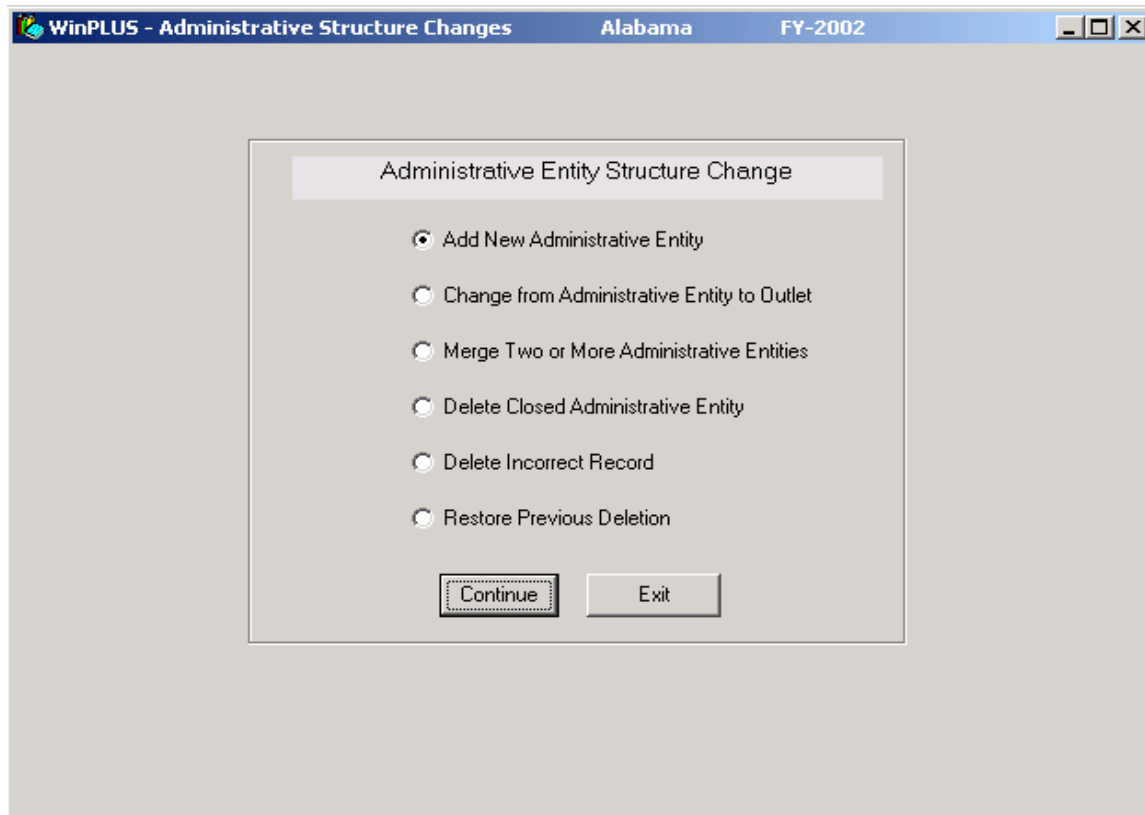 WinPLUS - Administrative Structure Changes Alabama FY-2002
Administrative Entity Structure Change
Add New Administrative Entity
Change from Administrative Entity to Outlet
Merge Two or More Administrative Entities
Delete Closed Administrative Entity
Delete Incorrect Record
Restore Previous Deletion
Continue Exit